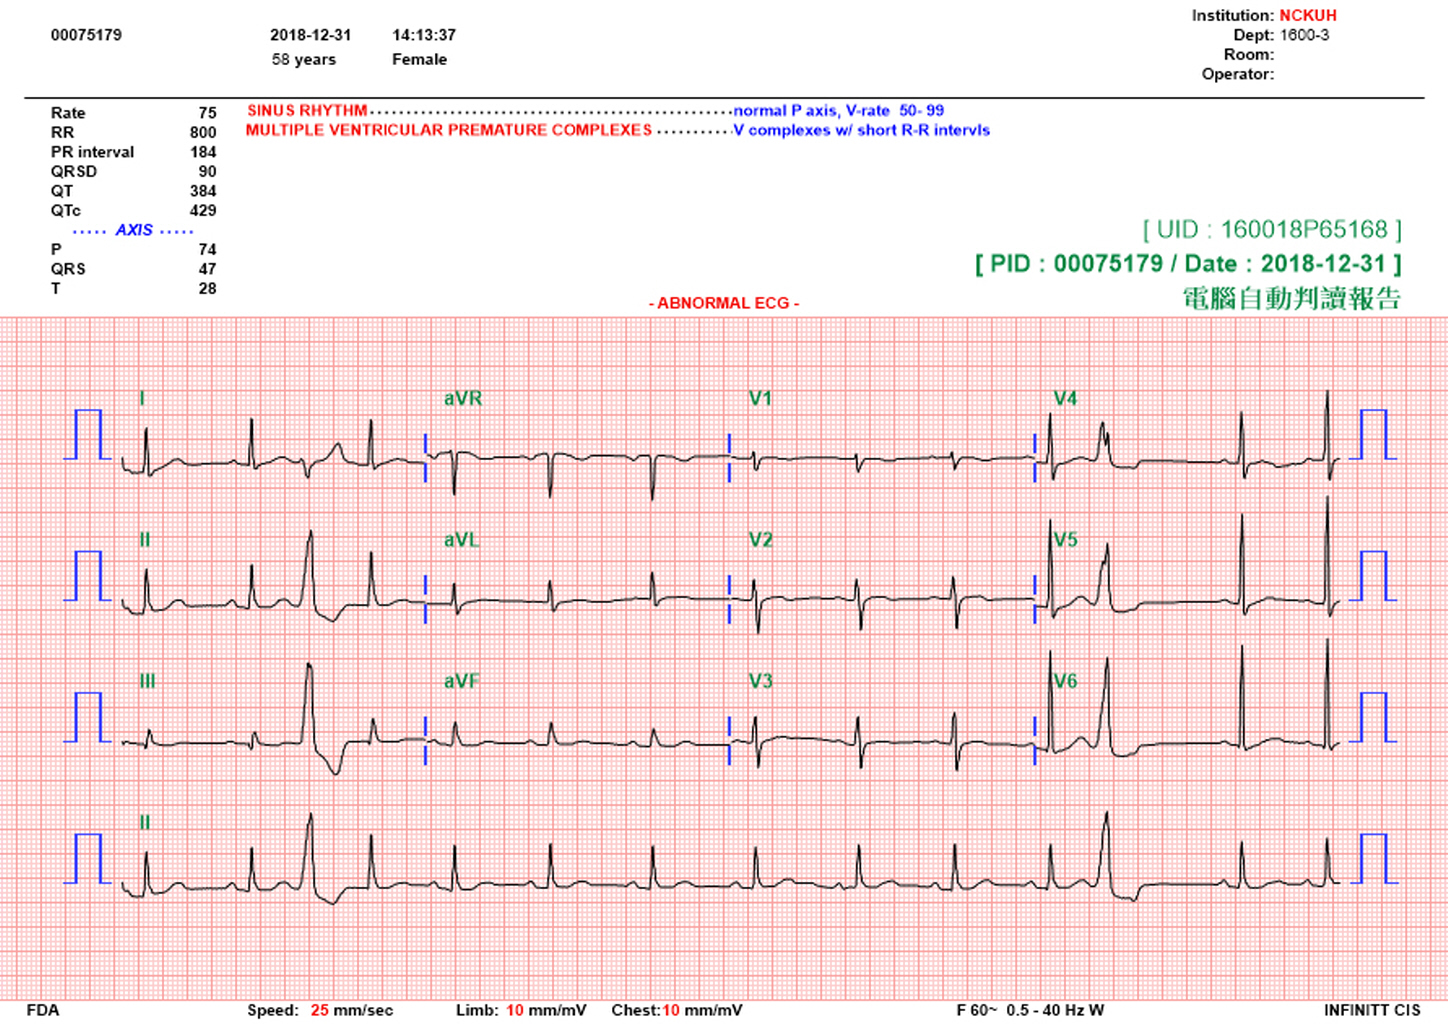 Institution: NCKUH
00075179 2018-12-31 14:13:37 Dept: 1600-3
58 years Female Room:
Operator:
Rate 75 SINUS RHYTHM......................................................normal P axis, V-rate 50- 99
RR 800 MULTIPLE VENTRICULAR PREMATURE COMPLEXES ..........V complexes w/ short R-R intervls
PR interval 184
QRSD 90
QT 384
QTc 429
..... AXIS .....
[ UID : 160018P65168 ]
P 74
[ PID : 00075179 / Date : 2018-12-31 ]
QRS 47
T 28
電腦自動判讀報告
- ABNORMAL ECG -
I aVR V1 V4
II aVL V2 V5
III aVF V3 V6
II
FDA Speed: 25 mm/sec Limb: 10 mm/mV Chest:10 mm/mV F 60~ 0.5 - 40 Hz W INFINITT CIS